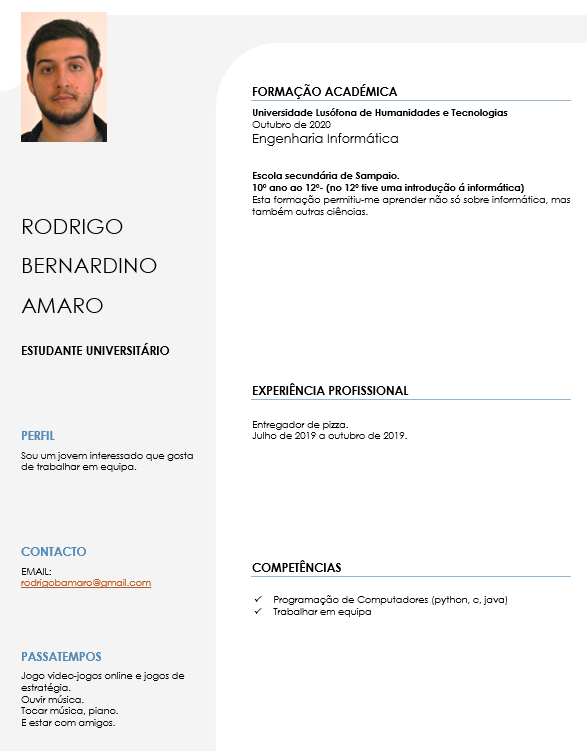 RODRIGO
BERNARDINO
AMARO
ESTUDANTE UNIVERSITÁRIO
PERFIL
Sou um jovem interessado que gosta
de trabalhar em equipa.
CONTACTO
EMAIL:
rodrigobamaro@gmail.com
PASSATEMPOS
Jogo video-jogos online e jogos de
estratégia.
Ouvir música.
Tocar música, piano.
E estar com amigos.
FORMAÇÃO ACADÉMICA
Universidade Lusófona de Humanidades e Tecnologias
Outubro de 2020
Engenharia Informática
Escola secundária de Sampaio.
10º ano ao 12º- (no 12º tive uma introdução á informática)
Esta formação permitiu-me aprender não só sobre informática, mas
também outras ciências.
EXPERIÊNCIA PROFISSIONAL
Entregador de pizza.
Julho de 2019 a outubro de 2019.
COMPETÊNCIAS
✓ Programação de Computadores (python, c, java)
✓ Trabalhar em equipa